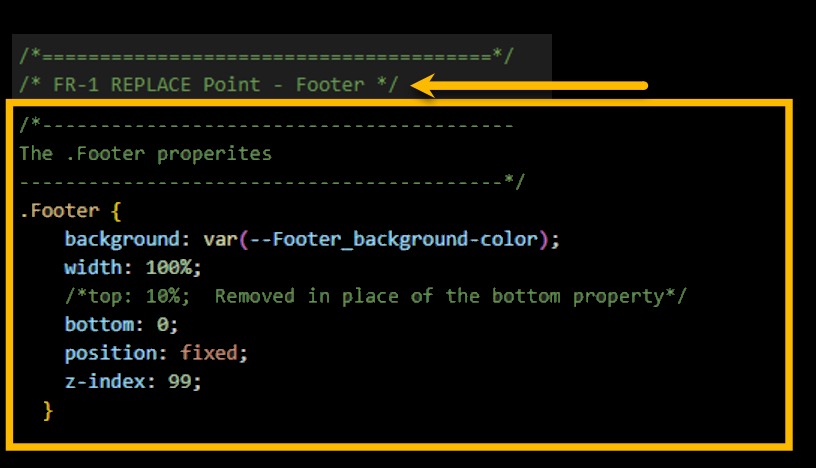 /*========================================*/
/* FR-1 REPLACE Point - Footer */
/*------------------------------------------
The .Footer properites
-------------------------------------------*/
.Footer {
background: var(--Footer_background-color);
width: 100%;
/*top: 10%;  Removed in place of the bottom property*/
bottom: 0;
position: fixed;
z-index: 99;
}